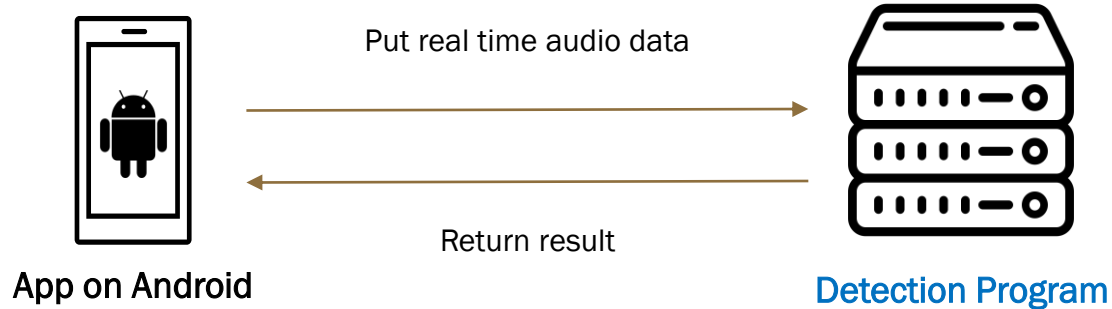 Put real time audio data
Return result
App on Android
Detection Program